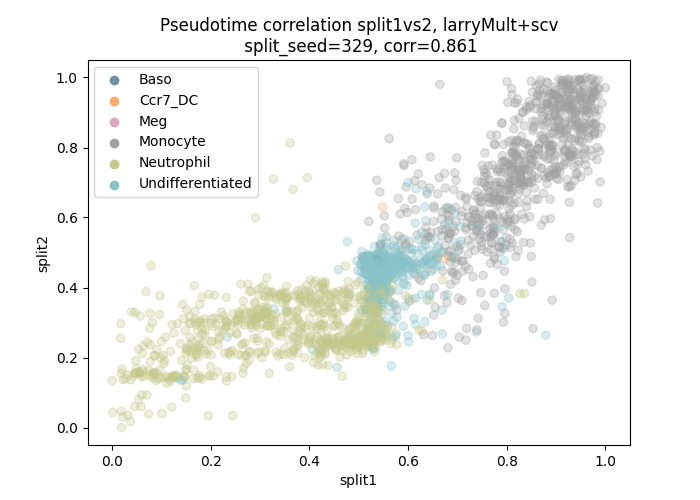 Pseudotime correlation split1vs2, larryMult+scv
split_seed=329, corr=0.861
Baso
Ccr7_DC
Meg
Monocyte
Neutrophil
Undifferentiated
1.0
0.8
0.6
0.4
0.2
0.0
split2
0.0 0.2 0.4 0.6 0.8 1.0
split1